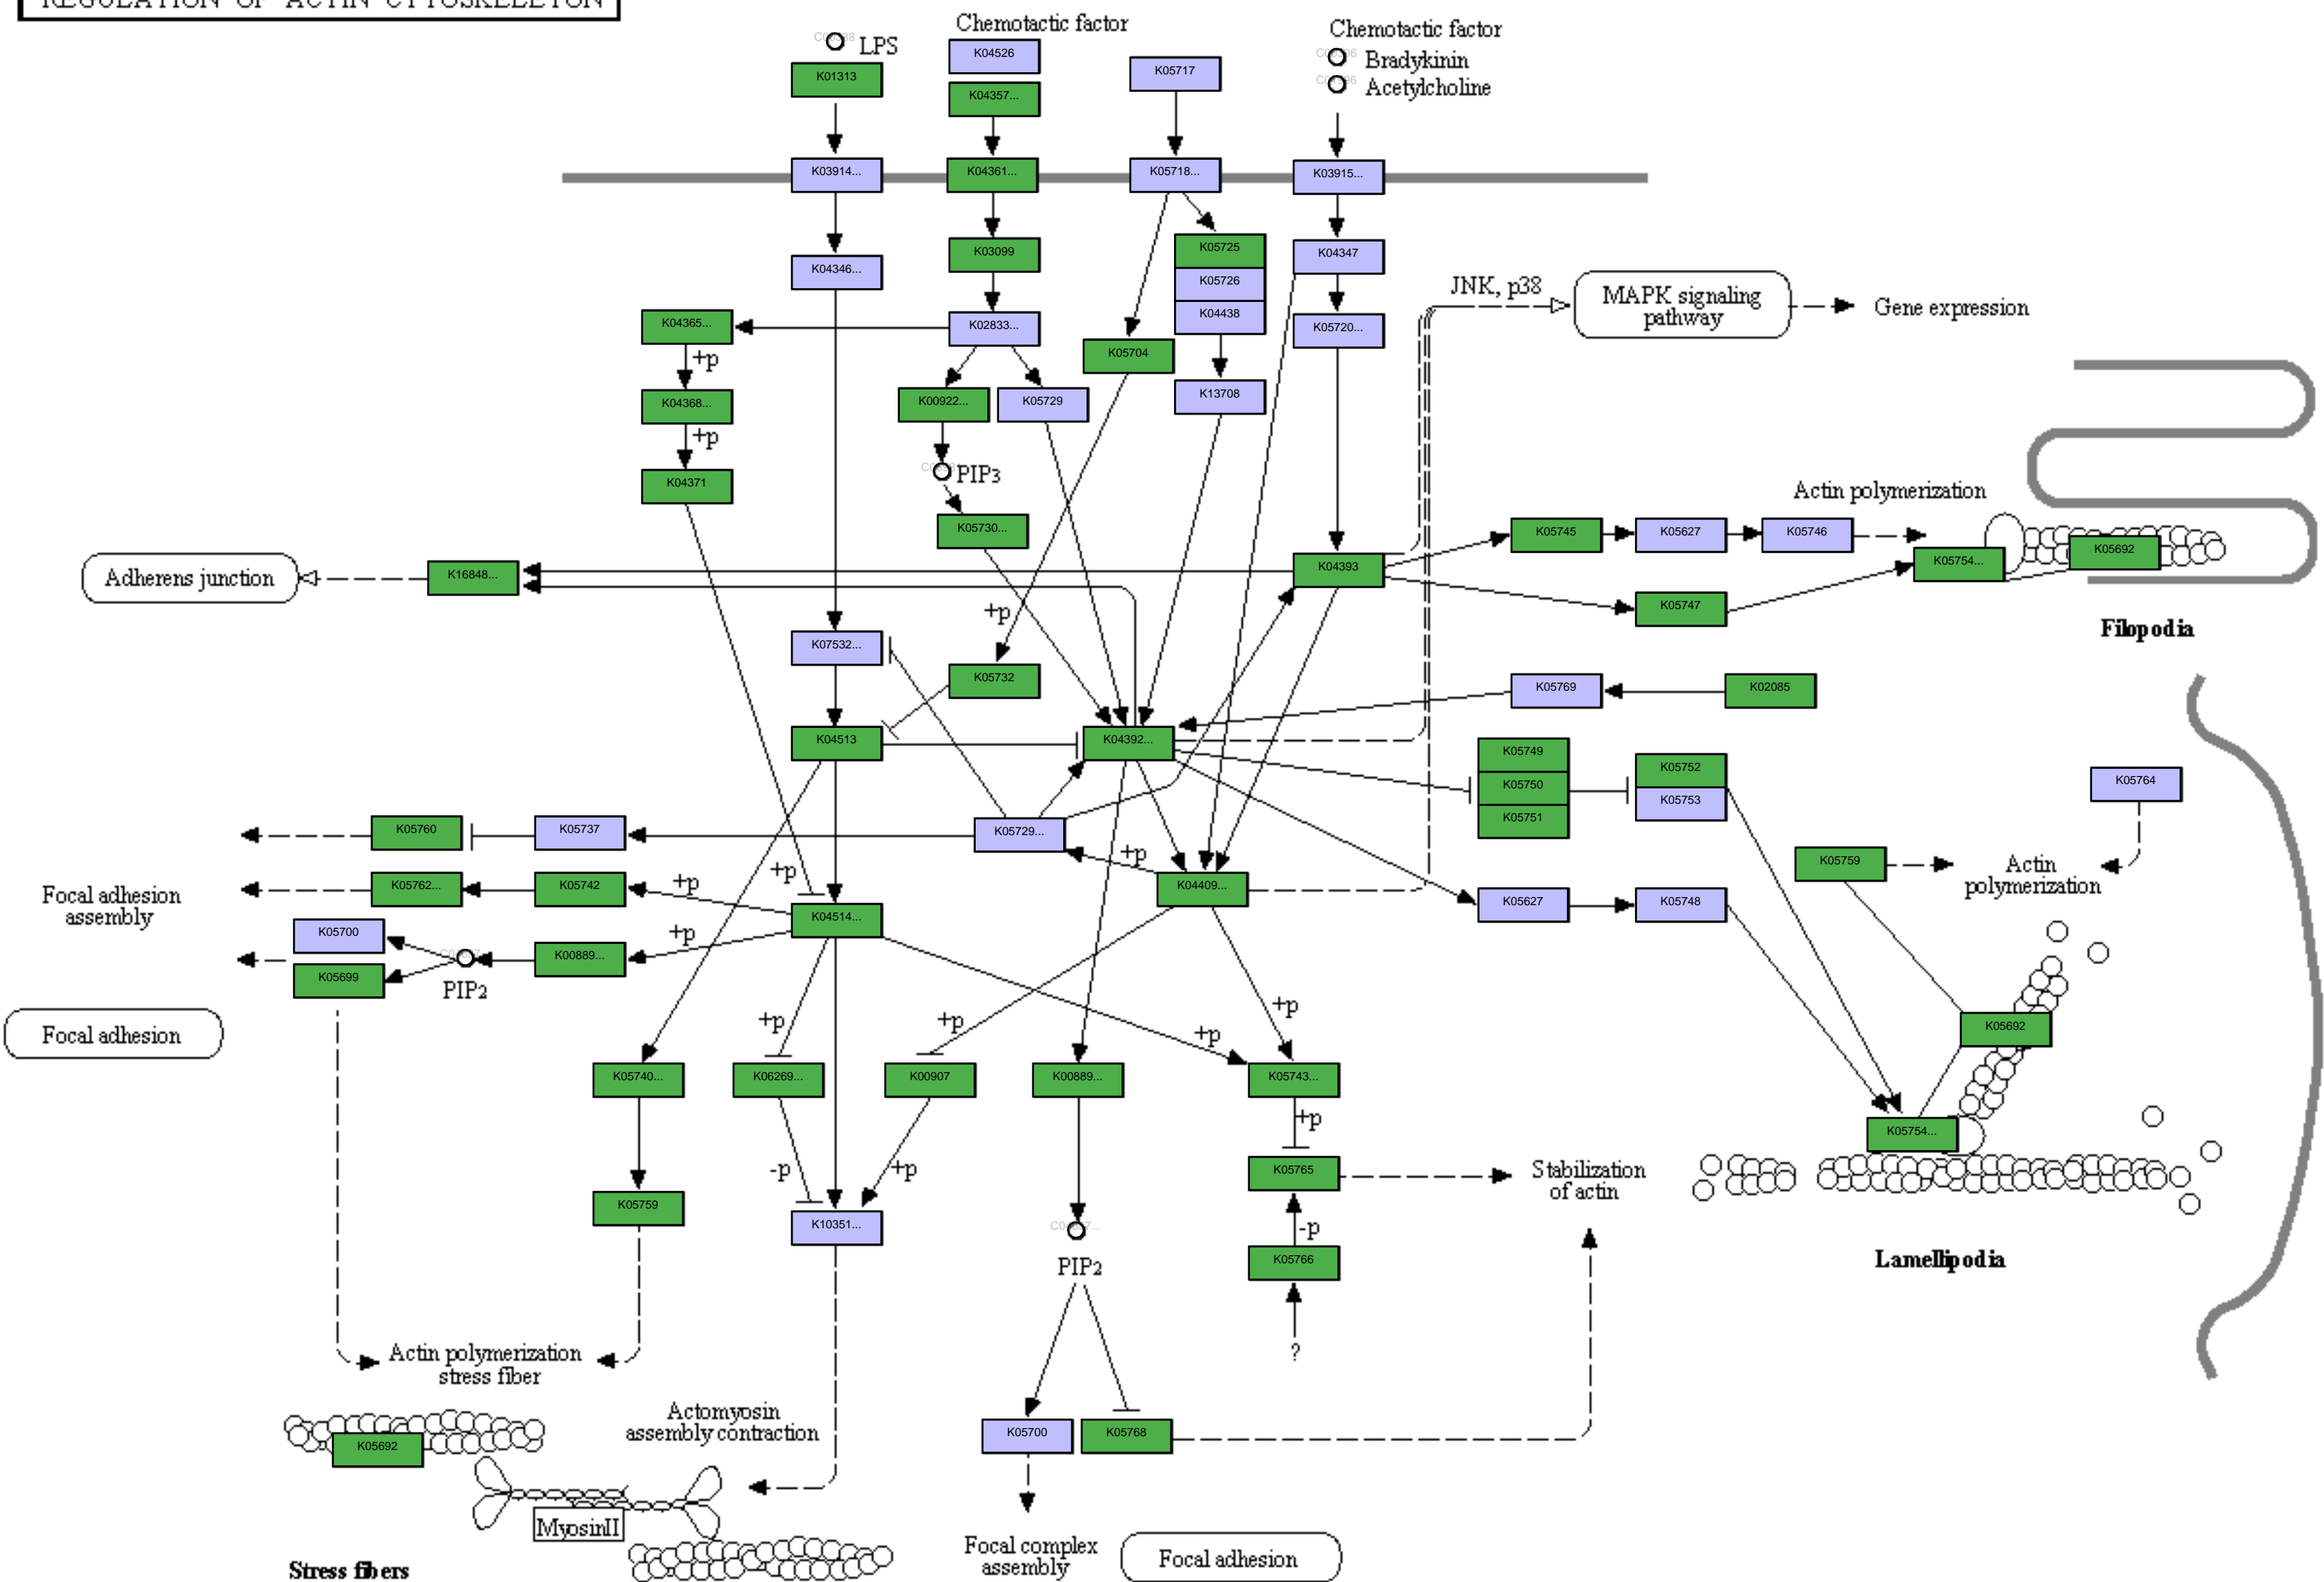 REGULATION OF ACTIN CYTOSKELETON
Chemotactic factor
Chemotactic factor
LPS
K04526
Bradykinin
K01313
K05717
Acetylcholine
K04357...
K03914...
K04361...
K05718...
K03915...
K03099
K05725
K04347
K04346...
K05726
JNK, p38
MAPK signaling
pathway
Gene expression
K04365...
K02833...
K04438
K05720...
+p
K05704
K04368...
K00922...
K05729
K13708
+p
PIP3
K04371
Actin polymerization
K05730...
K05745
K05627
K05746
K05692
K05754...
Adherens junction
K16848...
K04393
+p
K05747
Filopodia
K07532...
K05732
K05769
K02085
K04513
K04392...
K05749
K05750
K05751
K05752
K05753
K05764
K05760
K05737
K05729...
+p
K05759
Actin
polymerization
Focal adhesion
assembly
K05762...
K05742
+p
+p
K04409...
K05627
K05748
K04514...
K05700
+p
K00889...
K05699
PIP2
+p
Focal adhesion
+p
+p
+p
K05692
K05740...
K06269...
K00907
K00889...
K05743...
+p
K05754...
-p
+p
K05765
Stabilization
of actin
K05759
K10351...
-p
PIP2
K05766
Lamellipodia
?
Actin polymerization
stress fiber
Actomyosin
assembly contraction
K05700
K05768
K05692
MyosinII
Focal complex
assembly
Focal adhesion
Stress fibers